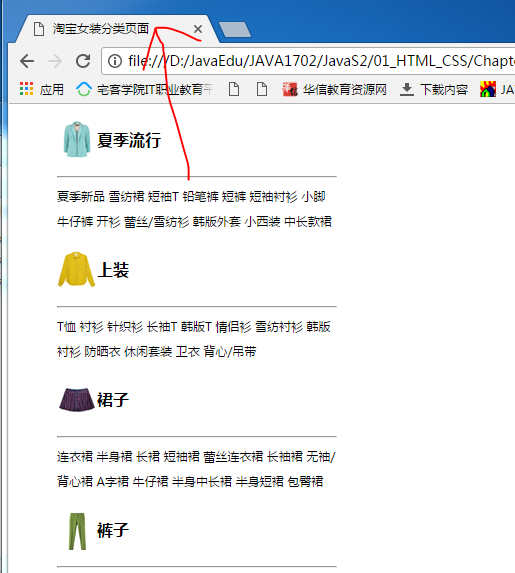 淘宝女装分类页面
file:///D:/JavaEdu/JAVA1702/JavaS2/01_HTML_CSS/Chapte
应用 宅客学院IT职业教育 华信教育资源网 下载内容 JA
夏季流行
夏季新品 雪纺裙 短袖T 铅笔裤 短裤 短袖衬衫 小脚
牛仔裤 开衫 蕾丝/雪纺衫 韩版外套 小西装 中长款裙
上装
T恤 衬衫 针织衫 长袖T 韩版T 情侣衫 雪纺衬衫 韩版
衬衫 防晒衣 休闲套装 卫衣 背心/吊带
裙子
连衣裙 半身裙 长裙 短袖裙 蕾丝连衣裙 长袖裙 无袖/
背心裙 A字裙 牛仔裙 半身中长裙 半身短裙 包臀裙
裤子